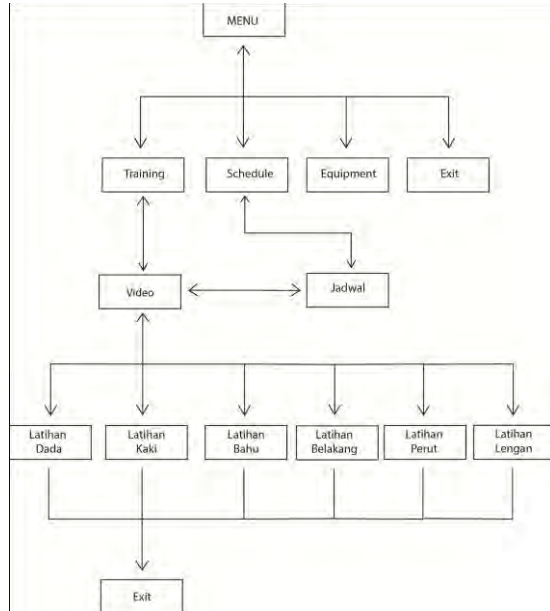 MENU
Training
Schedule
Equipment
Exit
Video
Jadwal
Latihan
Dada
Latihan
Kaki
Latihan
Bahu
Latihan
Belakang
Latihan
Perut
Latihan
Lengan
Exit